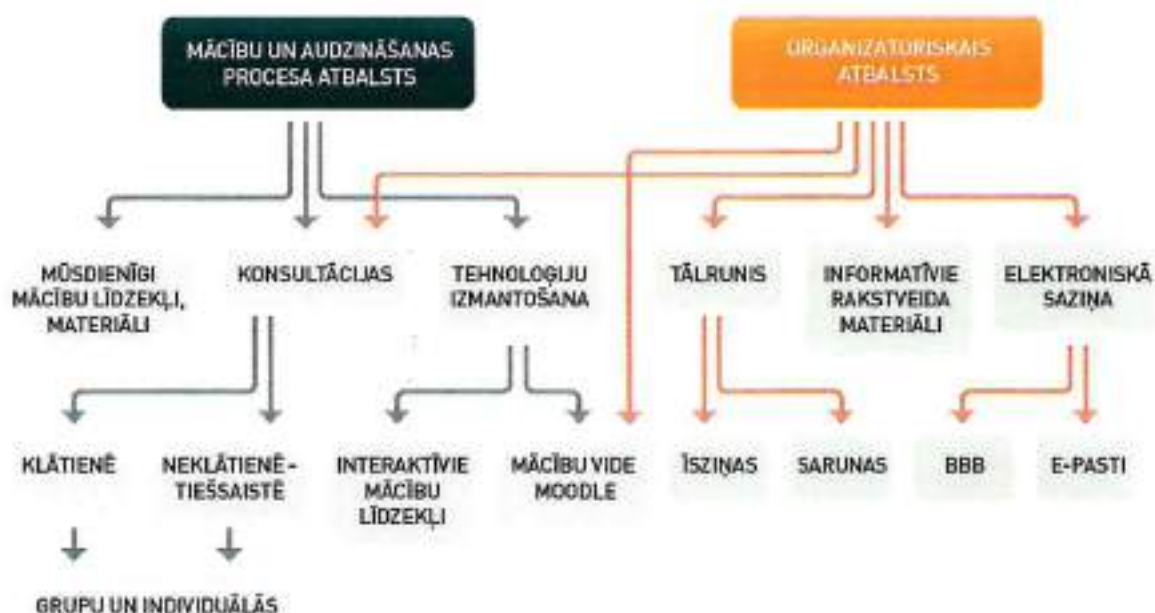 MĀCĪBU UN AUDZINĀŠANAS
PROCESA ATBALSTS
ORGANIZATORISKAIS
ATBALSTS
MŪSDIENĪGI
MĀCĪBU LĪDZEKĻI,
MATERIĀLI
KONSULTĀCIJAS
TEHNOLOĢIJU
IZMANTOŠANA
TĀLRUNIS
INFORMATĪVIE
RAKSTVEIDA
MATERIĀLI
ELEKTRONISKĀ
SAZIŅA
KLĀTIENĒ
NEKLĀTIENĒ -
TIEŠSAISTĒ
INTERAKTĪVIE
MĀCĪBU
LĪDZEKĻI
MĀCĪBU VIDE
MOODLE
ĪSZIŅAS
SARUNAS
BBB
E-PASTI
GRUPU UN INDIVIDUĀLĀS